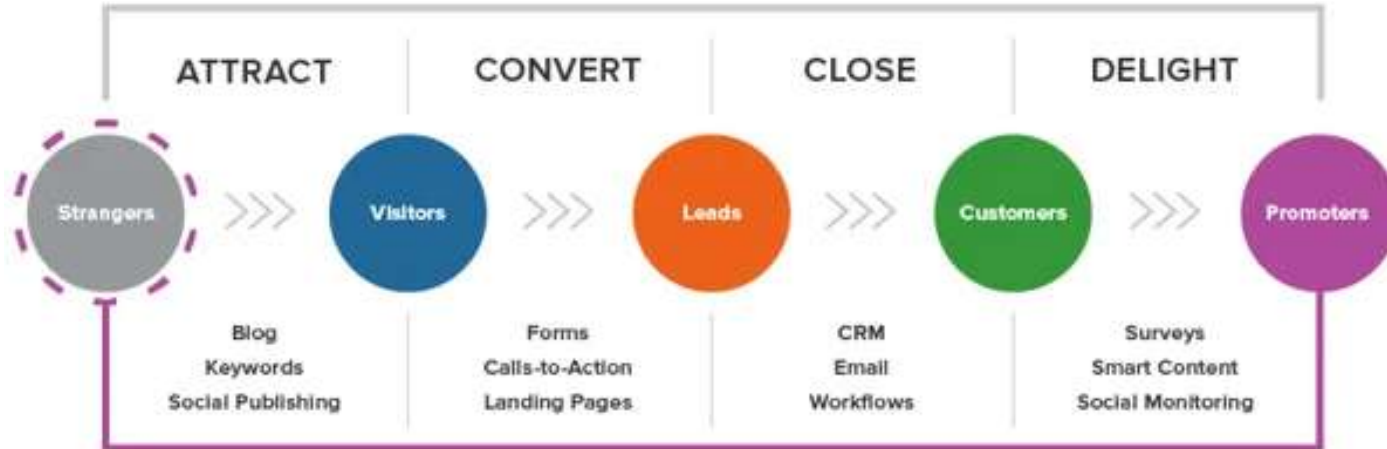 ATTRACT
CONVERT
CLOSE
DELIGHT
Strangers
Visitors
Leads
Customers
Promoters
Blog
Keywords
Social Publishing
Forms
Calls-to-Action
Landing Pages
CRM
Email
Workflows
Surveys
Smart Content
Social Monitoring